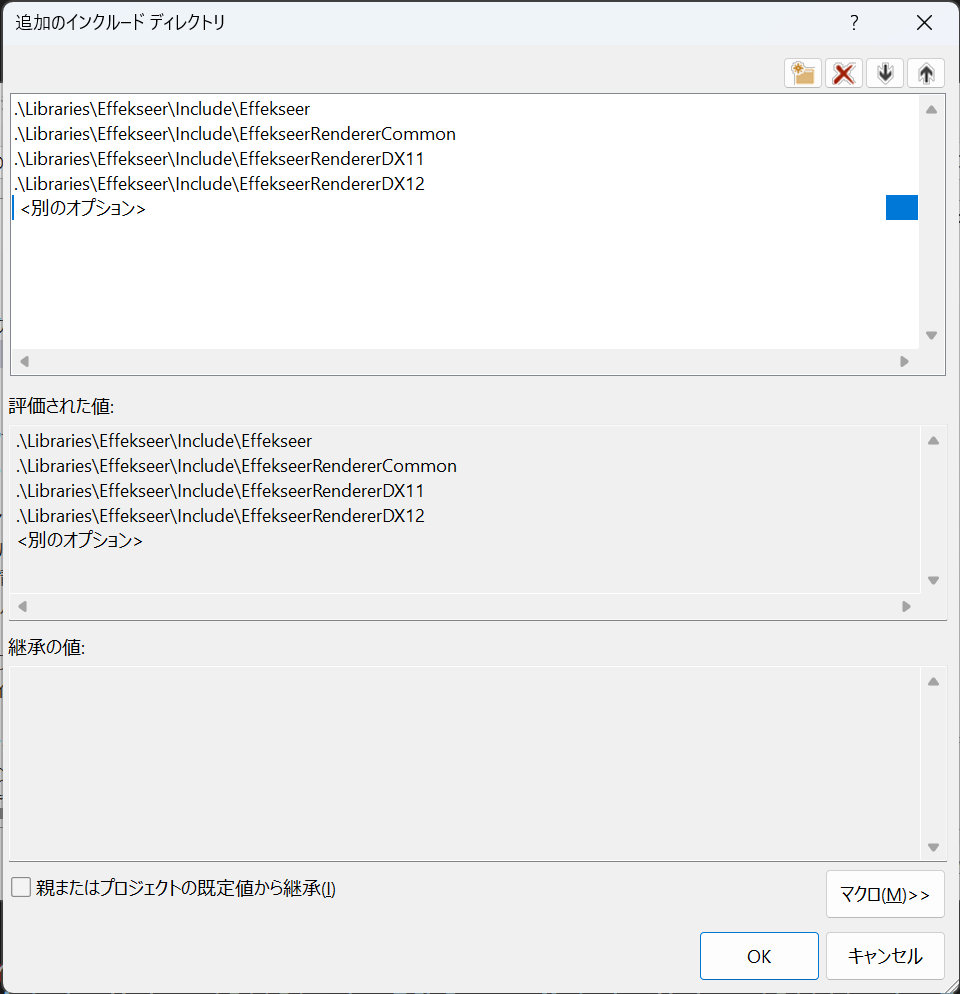 追加のインクルード ディレクトリ
?
.\Libraries\Effekseer\Include\Effekseer
.\Libraries\Effekseer\Include\EffekseerRendererCommon
.\Libraries\Effekseer\Include\EffekseerRendererDX11
.\Libraries\Effekseer\Include\EffekseerRendererDX12
<別のオプション>
評価された値:
.\Libraries\Effekseer\Include\Effekseer
.\Libraries\Effekseer\Include\EffekseerRendererCommon
.\Libraries\Effekseer\Include\EffekseerRendererDX11
.\Libraries\Effekseer\Include\EffekseerRendererDX12
<別のオプション>
継承の値:
親またはプロジェクトの既定値から継承(I)
マクロ(M)>>
OK
キャンセル